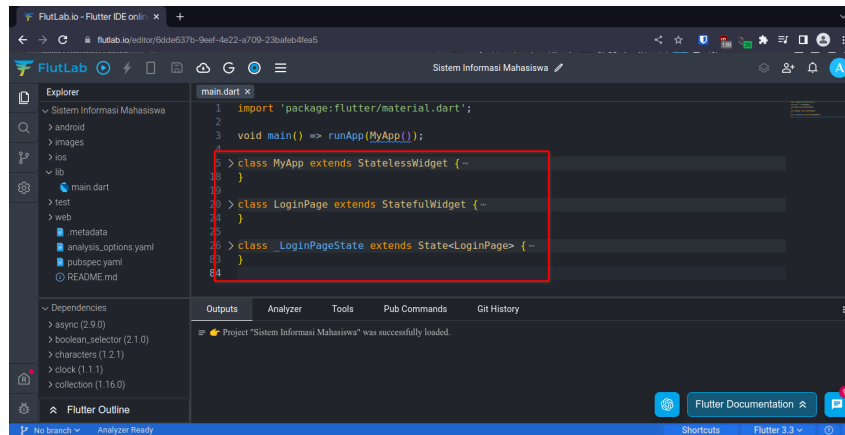 FlutLab.io - Flutter IDE onlin
flutlab.io/editor/6dde637b-9eef-4e22-a709-23bafeb4fea5
FlutLab
Sistem Informasi Mahasiswa
A
Explorer
Sistem Informasi Mahasiswa
android
images
ios
lib
main.dart
test
web
.metadata
analysis_options.yaml
pubspec.yaml
README.md
Dependencies
async (2.9.0)
boolean_selector (2.1.0)
characters (1.2.1)
clock (1.1.1)
collection (1.16.0)
Flutter Outline
main.dart
1 import 'package:flutter/material.dart';
2
3 void main() => runApp(MyApp());
4
5 class MyApp extends StatelessWidget {
18 }
19
20 class LoginPage extends StatefulWidget {
24 }
25
26 class _LoginPageState extends State<LoginPage> {
83 }
84
Outputs Analyzer Tools Pub Commands Git History
Project "Sistem Informasi Mahasiswa" was successfully loaded.
Flutter Documentation
No branch Analyzer Ready Shortcuts Flutter 3.3